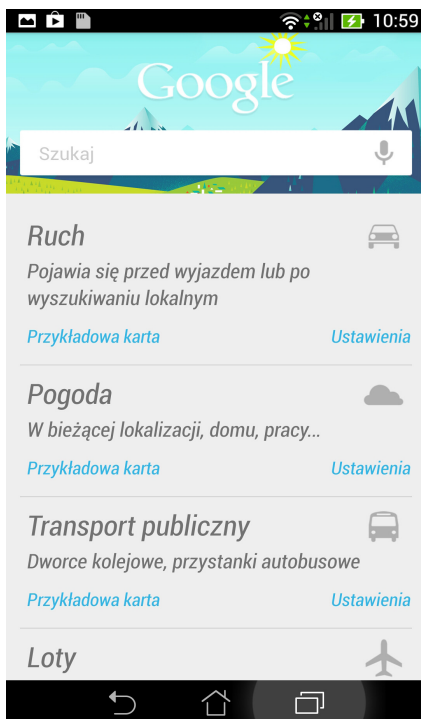 10:59
Google
Szukaj
Ruch
Pojawia się przed wyjazdem lub po
wyszukiwaniu lokalnym
Przykładowa karta Ustawienia
Pogoda
W bieżącej lokalizacji, domu, pracy...
Przykładowa karta Ustawienia
Transport publiczny
Dworce kolejowe, przystanki autobusowe
Przykładowa karta Ustawienia
Loty